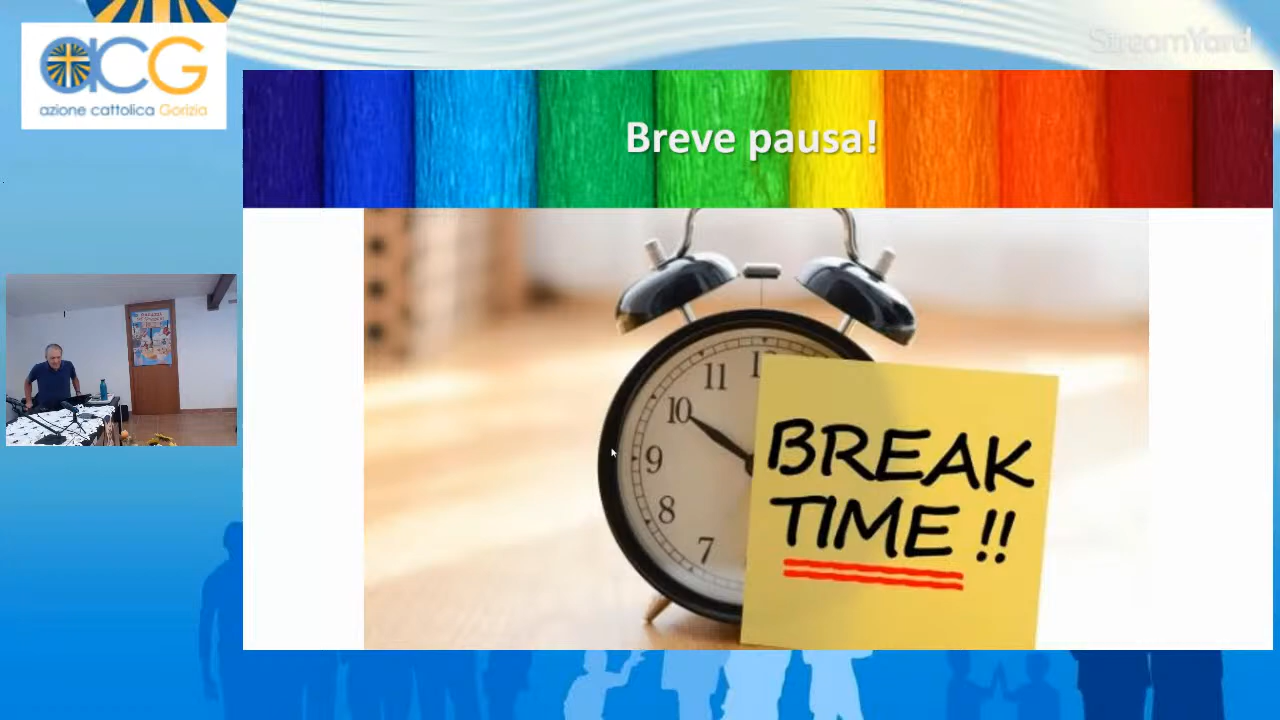 aCG
azione cattolica Gorizia
StreamYard
Breve pausa!
11
10
9
8
7
BREAK
TIME !!